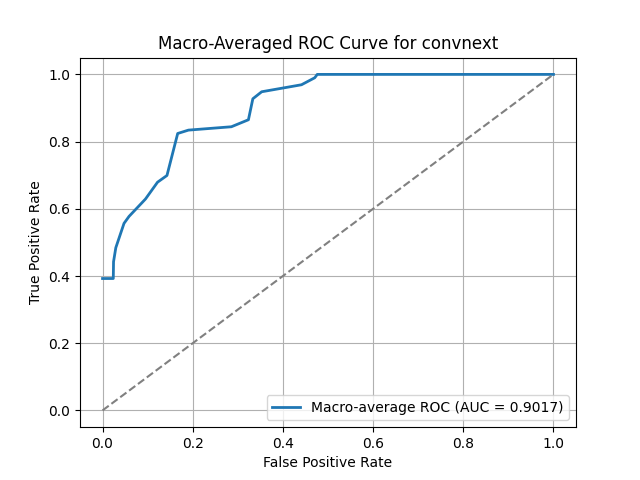 Macro-Averaged ROC Curve for convnext
1.0
0.8
0.6
0.4
0.2
0.0
True Positive Rate
Macro-average ROC (AUC = 0.9017)
0.0 0.2 0.4 0.6 0.8 1.0
False Positive Rate